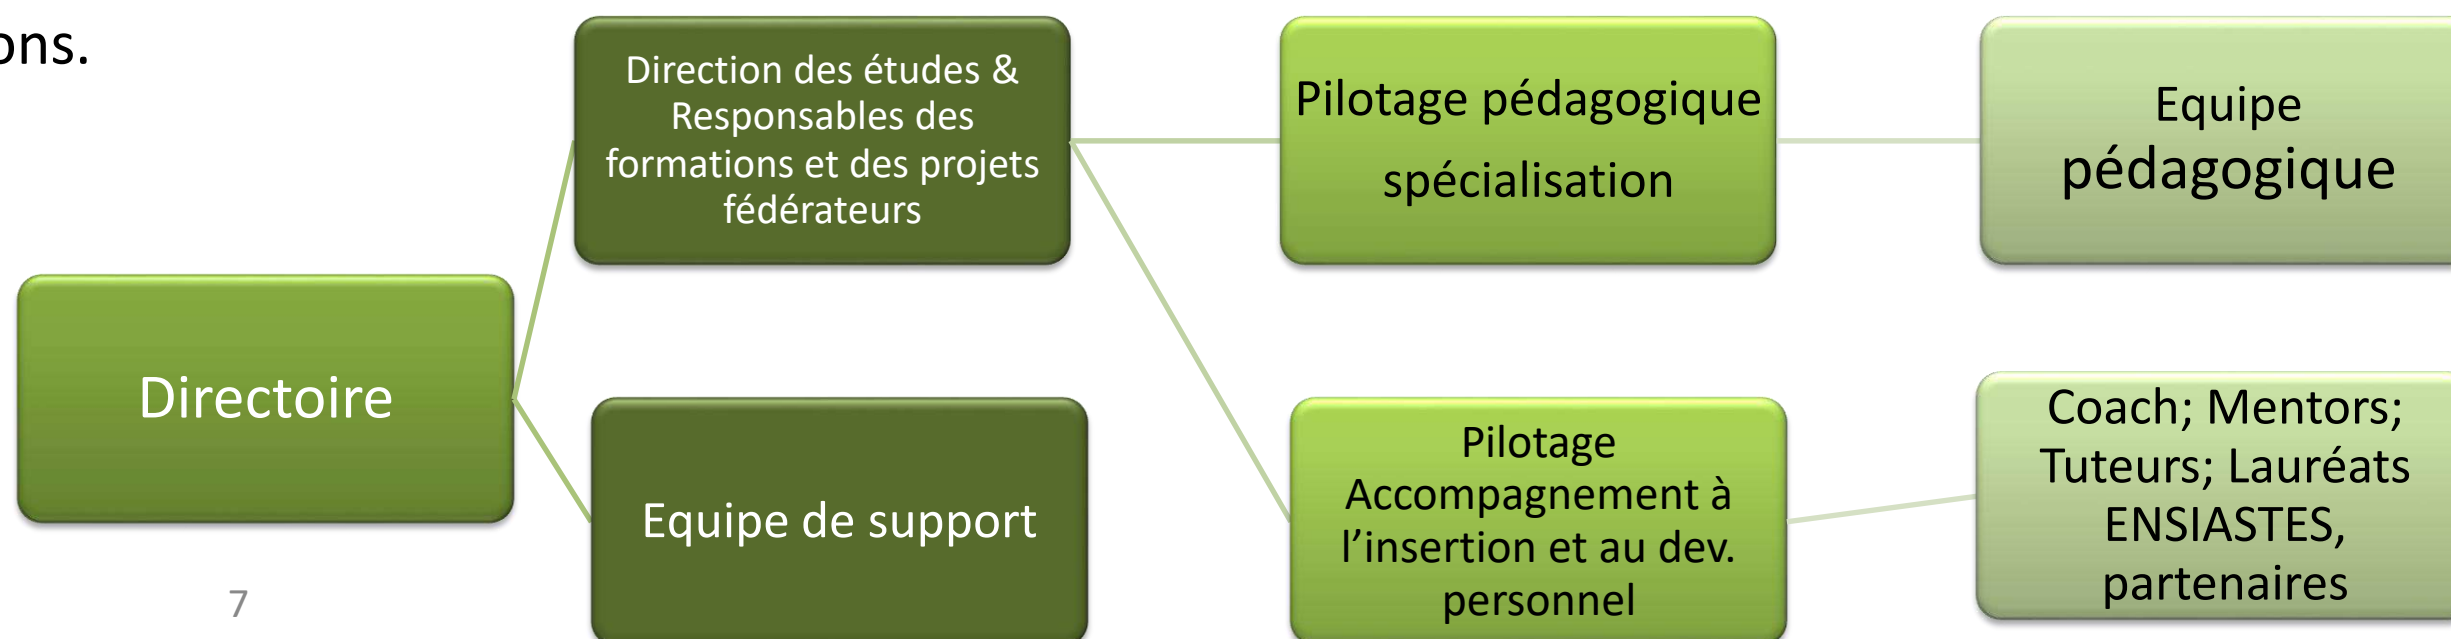 ons.
Direction des études &
Responsables des
formations et des projets
fédérateurs
Pilotage pédagogique
spécialisation
Equipe
pédagogique
Directoire
Equipe de support
Pilotage
Accompagnement à
l’insertion et au dev.
personnel
Coach; Mentors;
Tuteurs; Lauréats
ENSIASTES,
partenaires
7